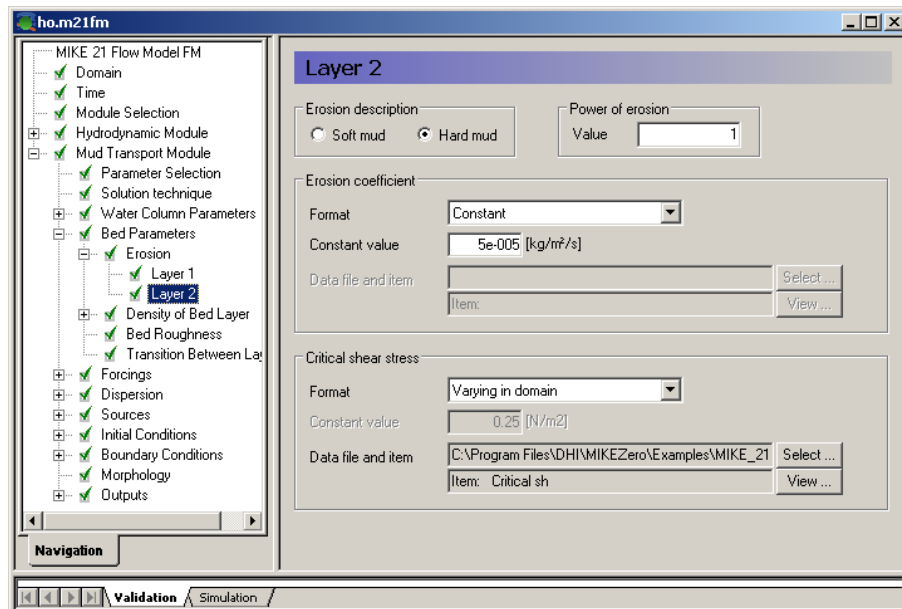 ho.m21fm
MIKE 21 Flow Model FM
Domain
Time
Module Selection
Hydrodynamic Module
Mud Transport Module
Parameter Selection
Solution technique
Water Column Parameters
Bed Parameters
Erosion
Layer 1
Layer 2
Density of Bed Layer
Bed Roughness
Transition Between La
Forcings
Dispersion
Sources
Initial Conditions
Boundary Conditions
Morphology
Outputs
Navigation
Layer 2
Erosion description
Soft mud Hard mud
Power of erosion
Value 1
Erosion coefficient
Format Constant
Constant value 5e-005 [kg/m²/s]
Data file and item Select ...
Item: View ...
Critical shear stress
Format Varying in domain
Constant value 0.25 [N/m2]
Data file and item C:\Program Files\DHI\MIKEZero\Examples\MIKE_21 Select ...
Item: Critical sh View ...
Validation Simulation